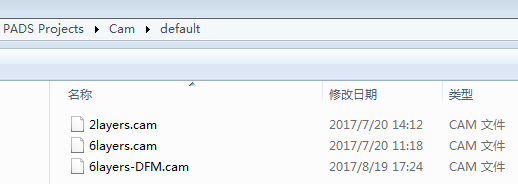 PADS Projects Cam default
名称 修改日期 类型
2layers.cam 2017/7/20 14:12 CAM 文件
6layers.cam 2017/7/20 11:18 CAM 文件
6layers-DFM.cam 2017/8/19 17:24 CAM 文件